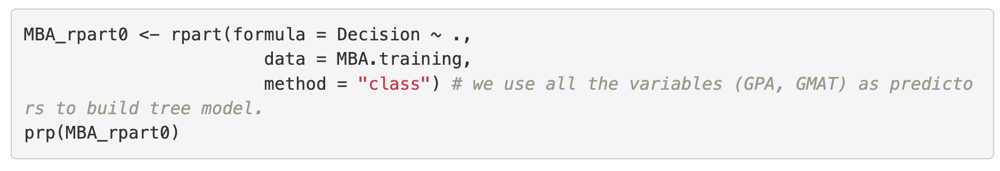 MBA_rpart0 <- rpart(formula = Decision ~ .,
                       data = MBA.training,
                       method = "class") # we use all the variables (GPA, GMAT) as predicto
rs to build tree model.
prp(MBA_rpart0)